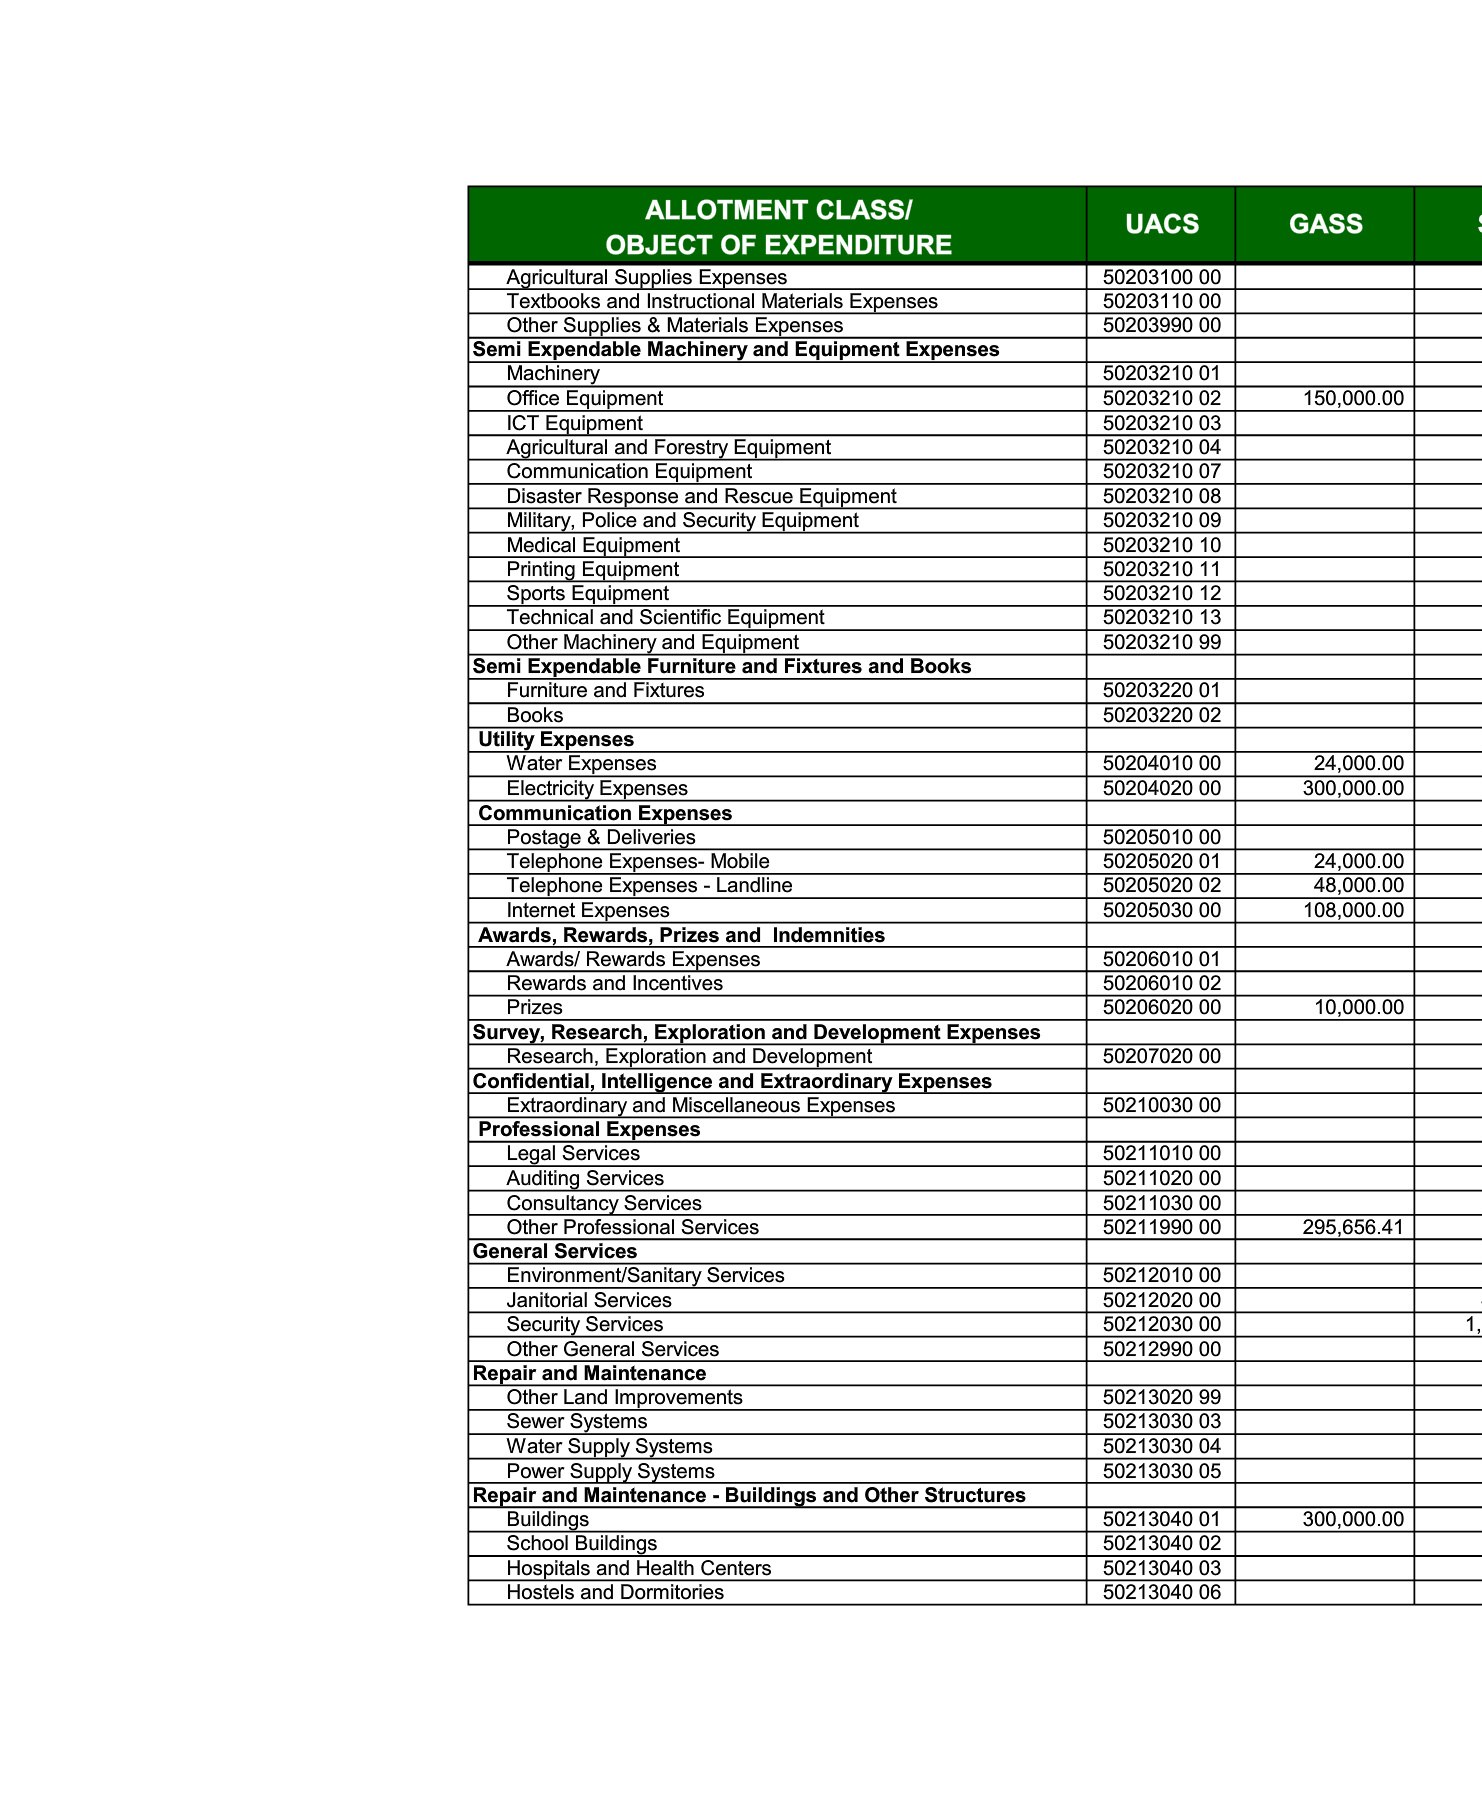 ALLOTMENT CLASS/
OBJECT OF EXPENDITURE UACS GASS
Agricultural Supplies Expenses 50203100 00
Textbooks and Instructional Materials Expenses 50203110 00
Other Supplies & Materials Expenses 50203990 00
Semi Expendable Machinery and Equipment Expenses
Machinery 50203210 01
Office Equipment 50203210 02 150,000.00
ICT Equipment 50203210 03
Agricultural and Forestry Equipment 50203210 04
Communication Equipment 50203210 07
Disaster Response and Rescue Equipment 50203210 08
Military, Police and Security Equipment 50203210 09
Medical Equipment 50203210 10
Printing Equipment 50203210 11
Sports Equipment 50203210 12
Technical and Scientific Equipment 50203210 13
Other Machinery and Equipment 50203210 99
Semi Expendable Furniture and Fixtures and Books
Furniture and Fixtures 50203220 01
Books 50203220 02
Utility Expenses
Water Expenses 50204010 00 24,000.00
Electricity Expenses 50204020 00 300,000.00
Communication Expenses
Postage & Deliveries 50205010 00
Telephone Expenses- Mobile 50205020 01 24,000.00
Telephone Expenses - Landline 50205020 02 48,000.00
Internet Expenses 50205030 00 108,000.00
Awards, Rewards, Prizes and  Indemnities
Awards/ Rewards Expenses 50206010 01
Rewards and Incentives 50206010 02
Prizes 50206020 00 10,000.00
Survey, Research, Exploration and Development Expenses
Research, Exploration and Development 50207020 00
Confidential, Intelligence and Extraordinary Expenses
Extraordinary and Miscellaneous Expenses 50210030 00
Professional Expenses
Legal Services 50211010 00
Auditing Services 50211020 00
Consultancy Services 50211030 00
Other Professional Services 50211990 00 295,656.41
General Services
Environment/Sanitary Services 50212010 00
Janitorial Services 50212020 00
Security Services 50212030 00 1,
Other General Services 50212990 00
Repair and Maintenance
Other Land Improvements 50213020 99
Sewer Systems 50213030 03
Water Supply Systems 50213030 04
Power Supply Systems 50213030 05
Repair and Maintenance - Buildings and Other Structures
Buildings 50213040 01 300,000.00
School Buildings 50213040 02
Hospitals and Health Centers 50213040 03
Hostels and Dormitories 50213040 06